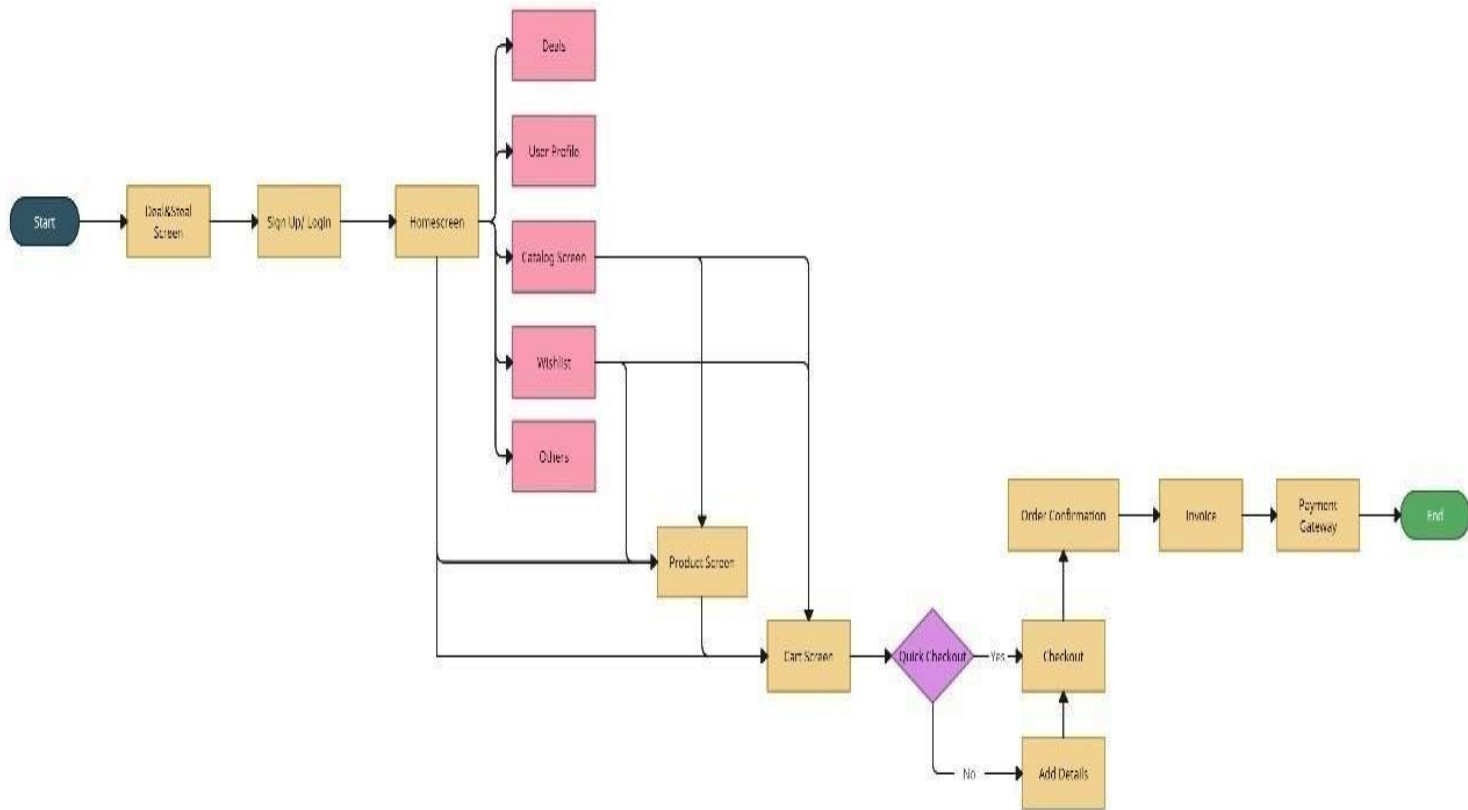 Deals
User Profile
Start
Deal&Steal
Screen
Sign Up/ Login
Homescreen
Catalog Screen
Wishlist
Others
Order Confirmation
Invoice
Payment
Gateway
End
Product Screen
Cart Screen
Quick Checkout
Yes
Checkout
No
Add Details